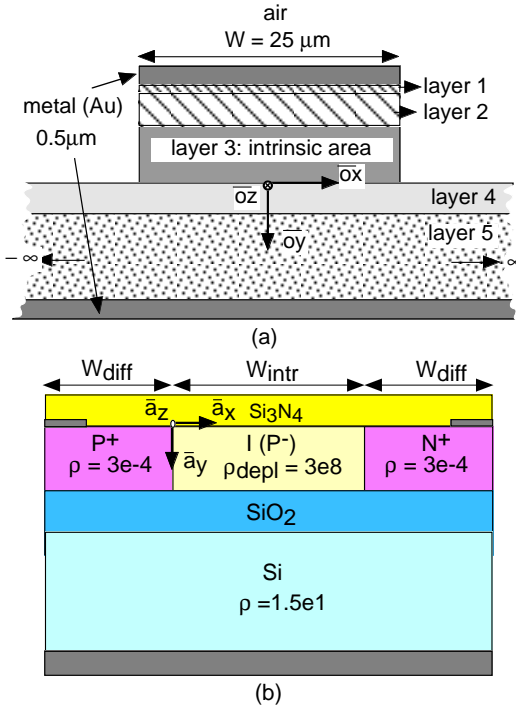 air
W = 25 μm
metal (Au)
0.5μm
layer 1
layer 2
layer 3: intrinsic area
ox
oz
layer 4
oy
layer 5
– ∞
∞
(a)
Wdiff Wintr Wdiff
āz āx Si3N4
P+ I (P-) N+
ρ = 3e-4 āy ρdepl = 3e8 ρ = 3e-4
SiO2
Si
ρ =1.5e1
(b)